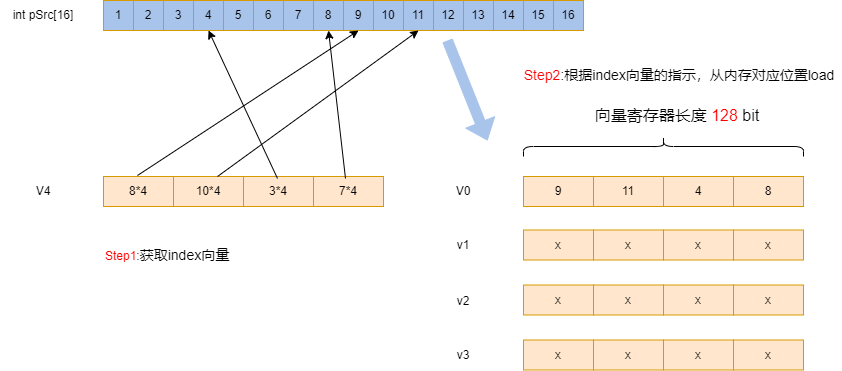 int pSrc[16] 1 2 3 4 5 6 7 8 9 10 11 12 13 14 15 16
Step2:根据index向量的指示，从内存对应位置load
向量寄存器长度 128 bit
V4 8*4 10*4 3*4 7*4
V0 9 11 4 8
Step1:获取index向量
v1 x x x x
v2 x x x x
v3 x x x x